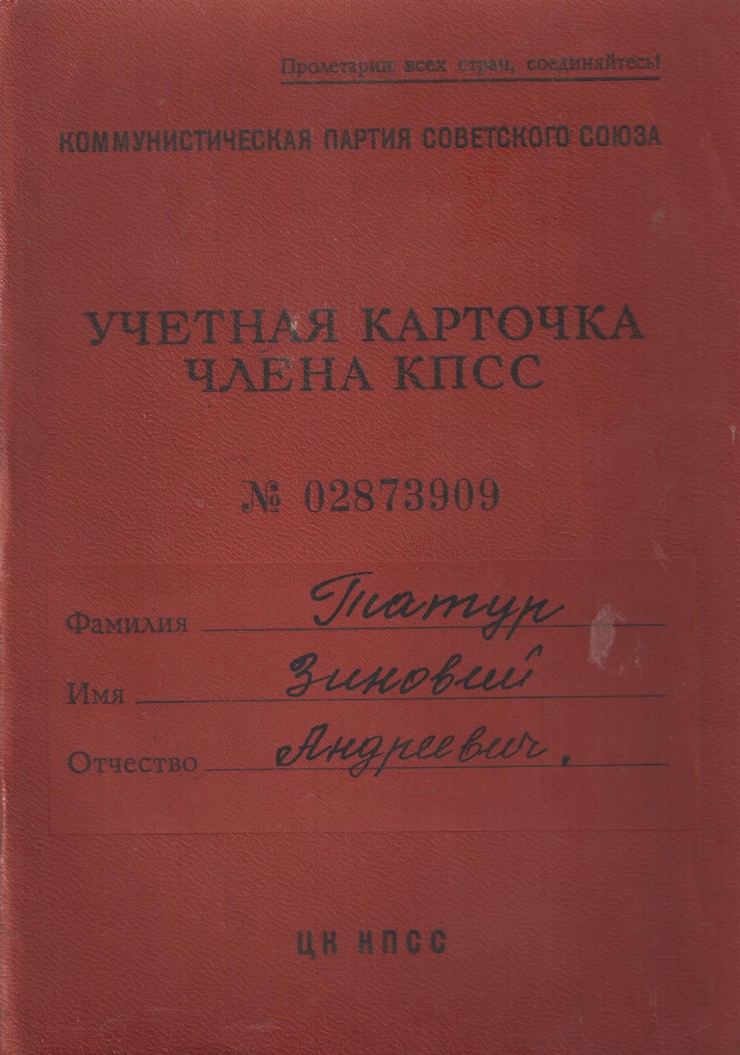 Пролетарии всех стран, соединяйтесь!
КОММУНИСТИЧЕСКАЯ ПАРТИЯ СОВЕТСКОГО СОЮЗА
УЧЕТНАЯ КАРТОЧКА
ЧЛЕНА КПСС
№ 02873909
Фамилия Татур
Имя Зиновий
Отчество Андреевич.
ЦК КПСС